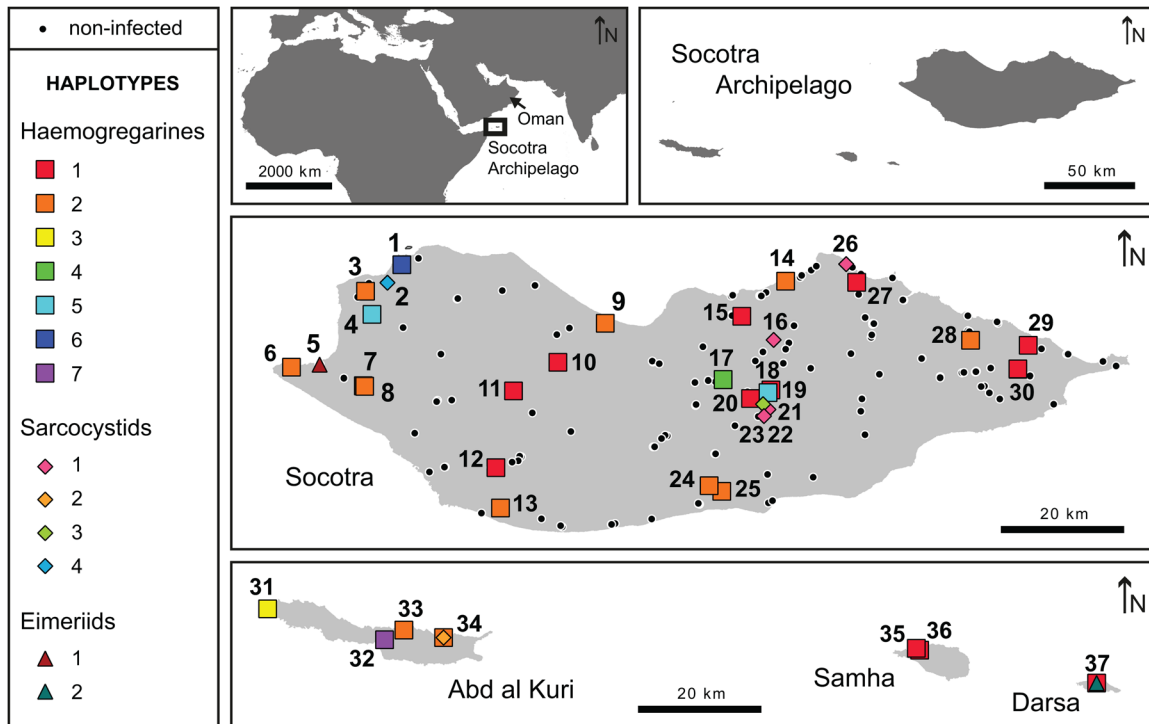 non-infected
HAPLOTYPES
Haemogregarines
1
2
3
4
5
6
7
Sarcocystids
1
2
3
4
Eimeriids
1
2
N
Oman
Socotra
Archipelago
2000 km
N
Socotra
Archipelago
50 km
N
1
2
3
4
5
6
7
8
9
10
11
12
13
14
15
16
17
18
19
20
21
22
23
24
25
26
27
28
29
30
Socotra
20 km
N
31
32
33
34
35
36
37
Abd al Kuri
Samha
Darsa
20 km